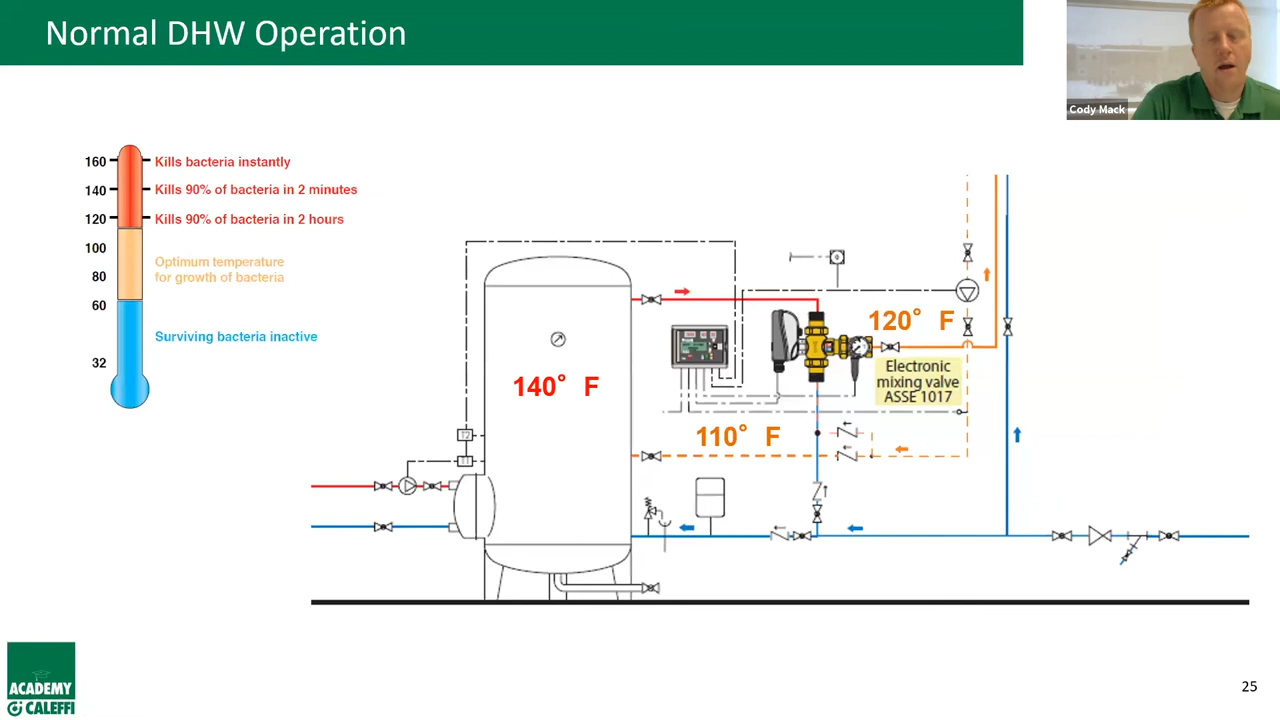 Normal DHW Operation
Cody Mack
160
Kills bacteria instantly
140
Kills 90% of bacteria in 2 minutes
120
Kills 90% of bacteria in 2 hours
100
Optimum temperature
80
for growth of bacteria
60
Surviving bacteria inactive
32
140° F
120° F
Electronic
mixing valve
ASSE 1017
110° F
T2
ACADEMY
CALEFFI
25